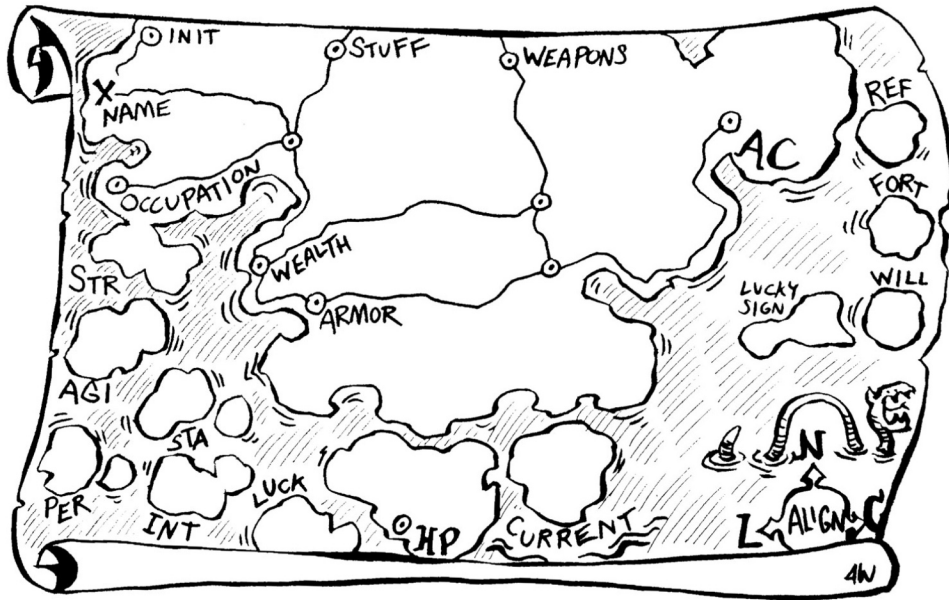 INIT
STUFF
WEAPONS
NAME
REF
AC
OCCUPATION
FORT
WEALTH
STR
WILL
LUCKY
SIGN
ARMOR
AGI
STA
N
PER
INT
LUCK
HP
CURRENT
L ALIGN C
AW